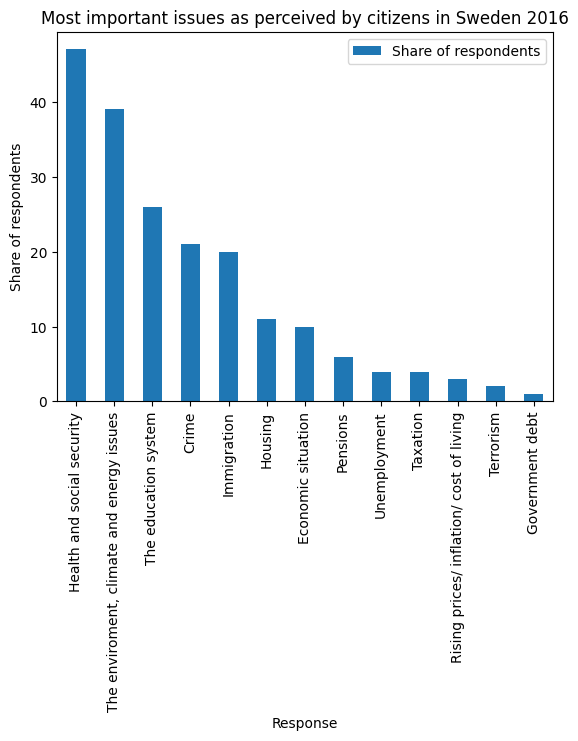 Most important issues as perceived by citizens in Sweden 2016
Share of respondents
Share of respondents
40
30
20
10
0
Health and social security
The enviroment, climate and energy issues
The education system
Crime
Immigration
Housing
Economic situation
Pensions
Unemployment
Taxation
Rising prices/ inflation/ cost of living
Terrorism
Government debt
Response